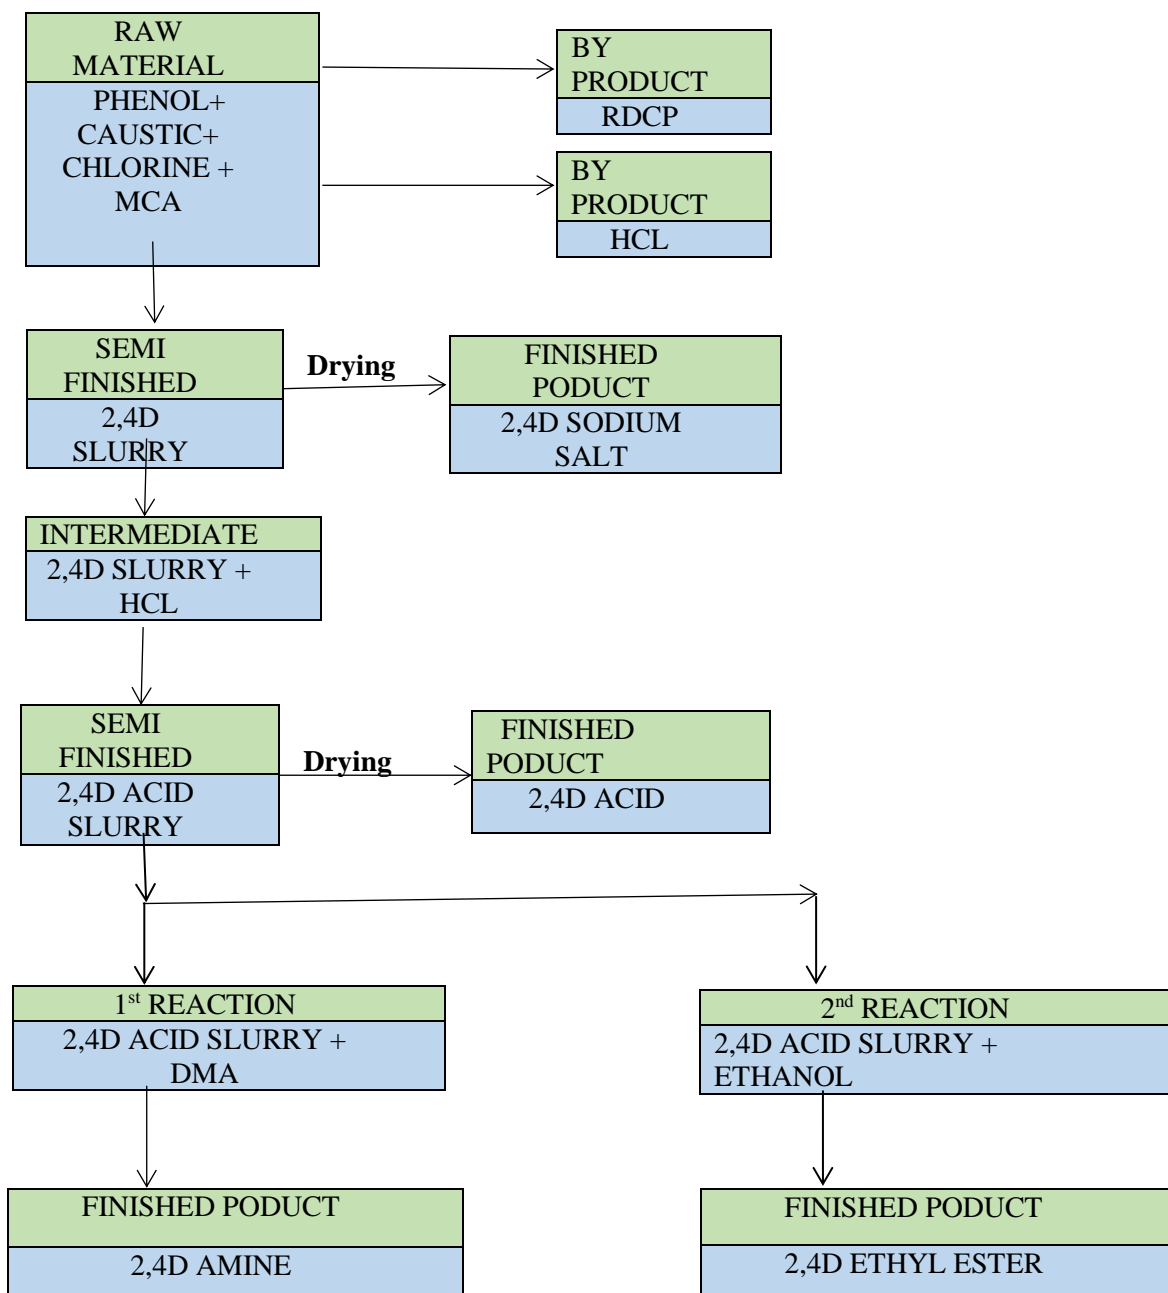 RAW
MATERIAL
PHENOL+
CAUSTIC+
CHLORINE +
MCA
BY
PRODUCT
RDCP
BY
PRODUCT
HCL
SEMI
FINISHED
2,4D
SLURRY
Drying
FINISHED
PODUCT
2,4D SODIUM
SALT
INTERMEDIATE
2,4D SLURRY +
HCL
SEMI
FINISHED
2,4D ACID
SLURRY
Drying
FINISHED
PODUCT
2,4D ACID
1st REACTION
2,4D ACID SLURRY +
DMA
2nd REACTION
2,4D ACID SLURRY +
ETHANOL
FINISHED PODUCT
2,4D AMINE
FINISHED PODUCT
2,4D ETHYL ESTER